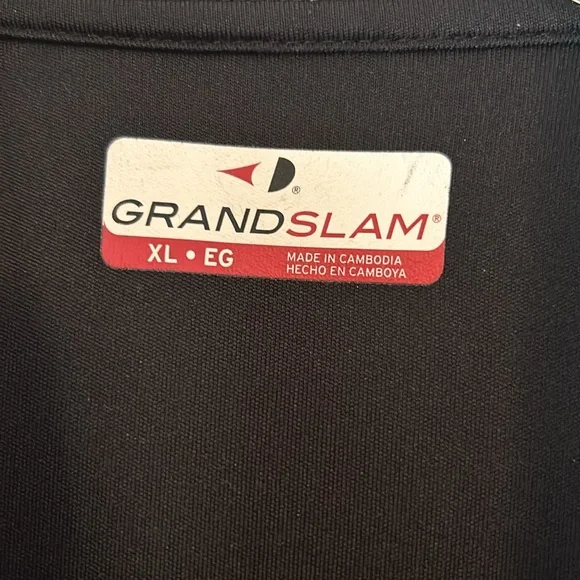 ®
GRANDSLAM®
XL • EG
MADE IN CAMBODIA
HECHO EN CAMBOYA